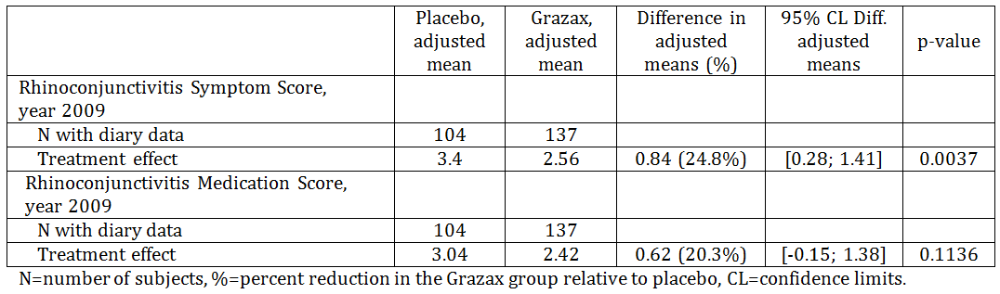 Placebo, adjusted mean Grazax, adjusted mean Difference in adjusted means (%) 95% CL Diff. adjusted means p-value
Rhinoconjunctivitis Symptom Score,
year 2009
N with diary data 104 137
Treatment effect 3.4 2.56 0.84 (24.8%) [0.28; 1.41] 0.0037
Rhinoconjunctivitis Medication Score,
year 2009
N with diary data 104 137
Treatment effect 3.04 2.42 0.62 (20.3%) [-0.15; 1.38] 0.1136
N=number of subjects, %=percent reduction in the Grazax group relative to placebo, CL=confidence limits.